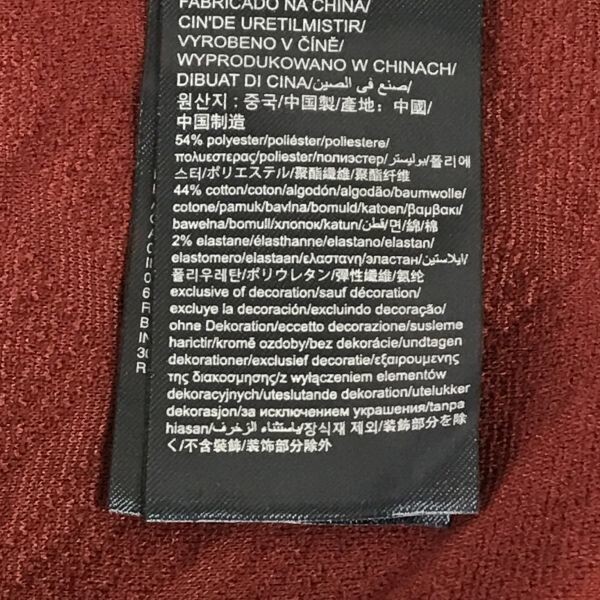 FABRICADO NA CHINA/
CIN'DE URETILMISTIR/
VYROBENO V ČÍNĚ/
WYPRODUKOWANO W CHINACH/
DIBUAT DI CINA/صنع في الصين/
원산지 : 중국/中国製/產地: 中國/
中国制造
54% polyester/poliéster/poliestere/
πολυεστερας/poliester/полиэстер/بوليستر/폴리에
스터/ポリエステル/聚酯纖維/聚酯纤维
44% cotton/coton/algodón/algodão/baumwolle/
cotone/pamuk/bavlna/bomuld/katoen/βαμβακι/
bawełna/bomull/хлопок/katun/قطن/면/綿/棉
2% elastane/élasthanne/elastano/elastan/
elastomero/elastaan/ελαστανη/эластан/ايلاستين/
폴리우레탄/ポリウレタン/彈性纖維/氨纶
exclusive of decoration/sauf décoration/
excluye la decoración/excluindo decoração/
ohne Dekoration/eccetto decorazione/susleme
harictir/kromě ozdoby/bez dekorácie/undtagen
dekorationer/exclusief decoratie/εξαιρουμενης
της διακοσμησης/z wyłączeniem elementów
dekoracyjnych/uteslutande dekoration/utelukker
dekorasjon/за исключением украшения/tanpa
hiasan/باستثناء الزخرف/장식재 제외/装飾部分を除
く/不含裝飾/装饰部分除外